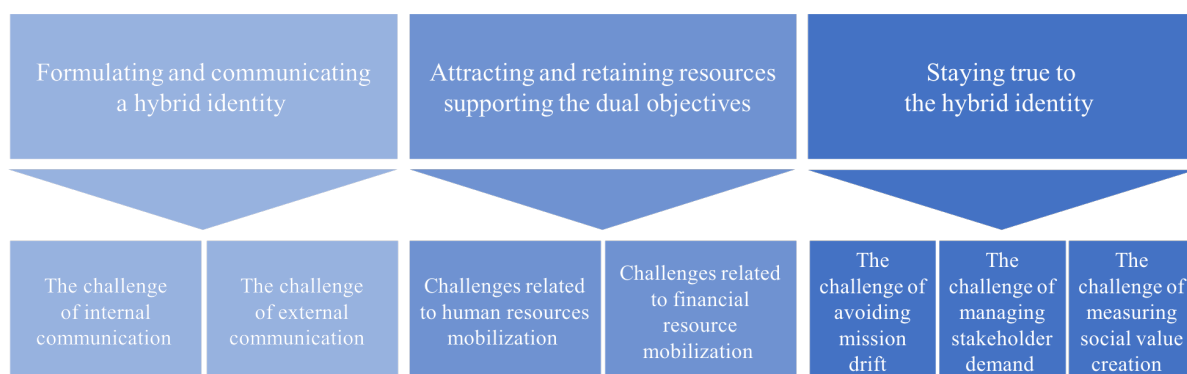 Formulating and communicating
a hybrid identity
Attracting and retaining resources
supporting the dual objectives
Staying true to
the hybrid identity
The challenge
of internal
communication
The challenge
of external
communication
Challenges related
to human resources
mobilization
Challenges related
to financial
resource
mobilization
The
challenge of
avoiding
mission
drift
The
challenge of
managing
stakeholder
demand
The
challenge of
measuring
social value
creation